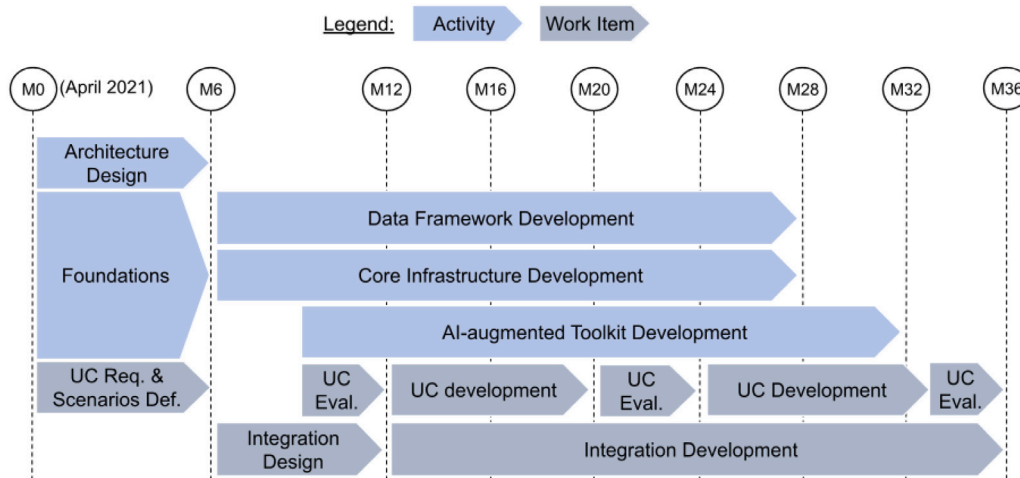 Legend: Activity Work Item
M0 (April 2021) M6 M12 M16 M20 M24 M28 M32 M36
Architecture
Design
Data Framework Development
Foundations
Core Infrastructure Development
AI-augmented Toolkit Development
UC Req. &
Scenarios Def.
UC
Eval.
UC development
UC
Eval.
UC Development
UC
Eval.
Integration
Design
Integration Development